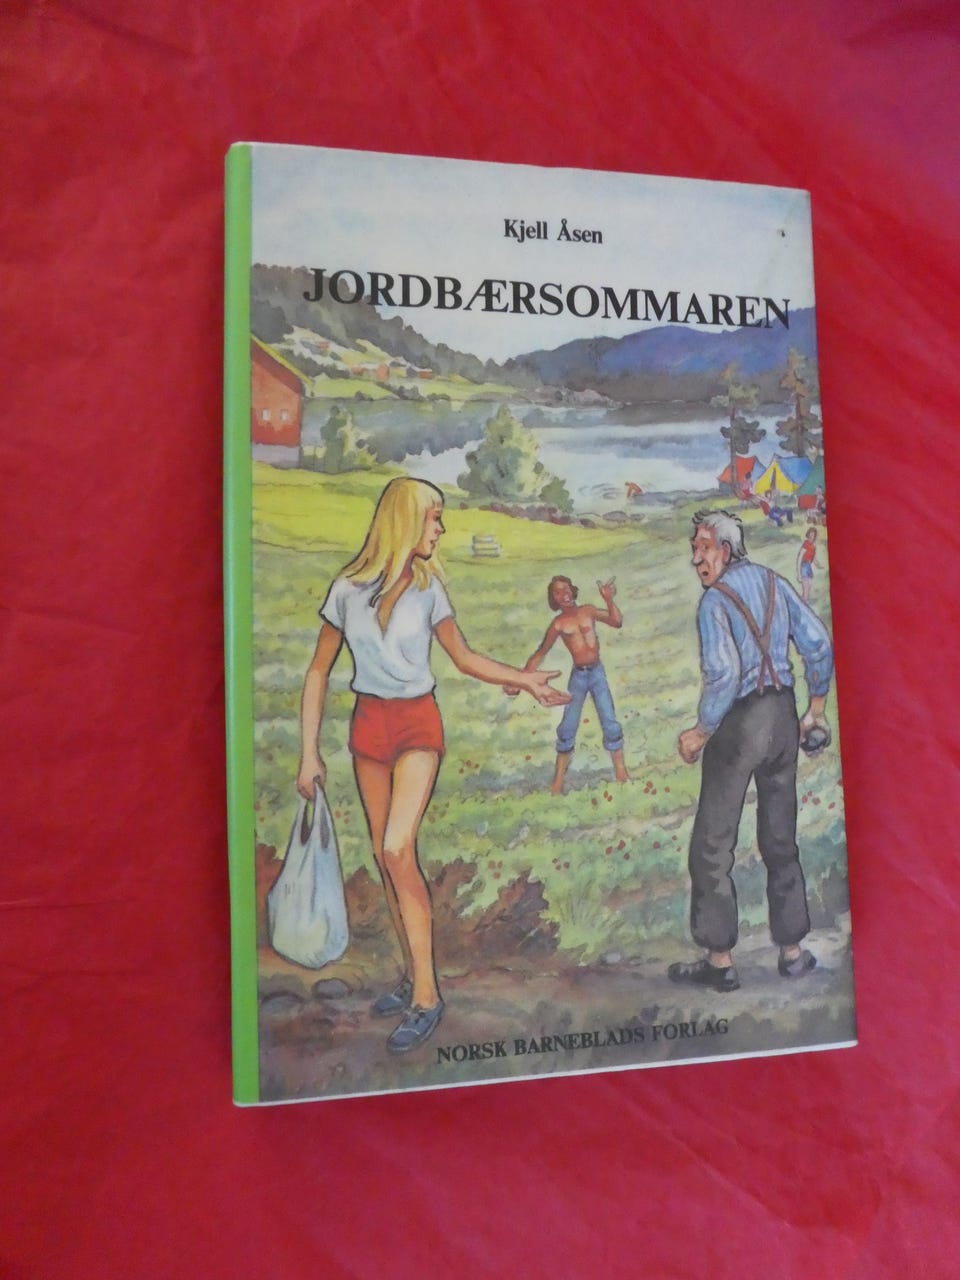 Kjell Åsen
JORDBÆRSOMMAREN
NORSK BARNEBLADS FORLAG